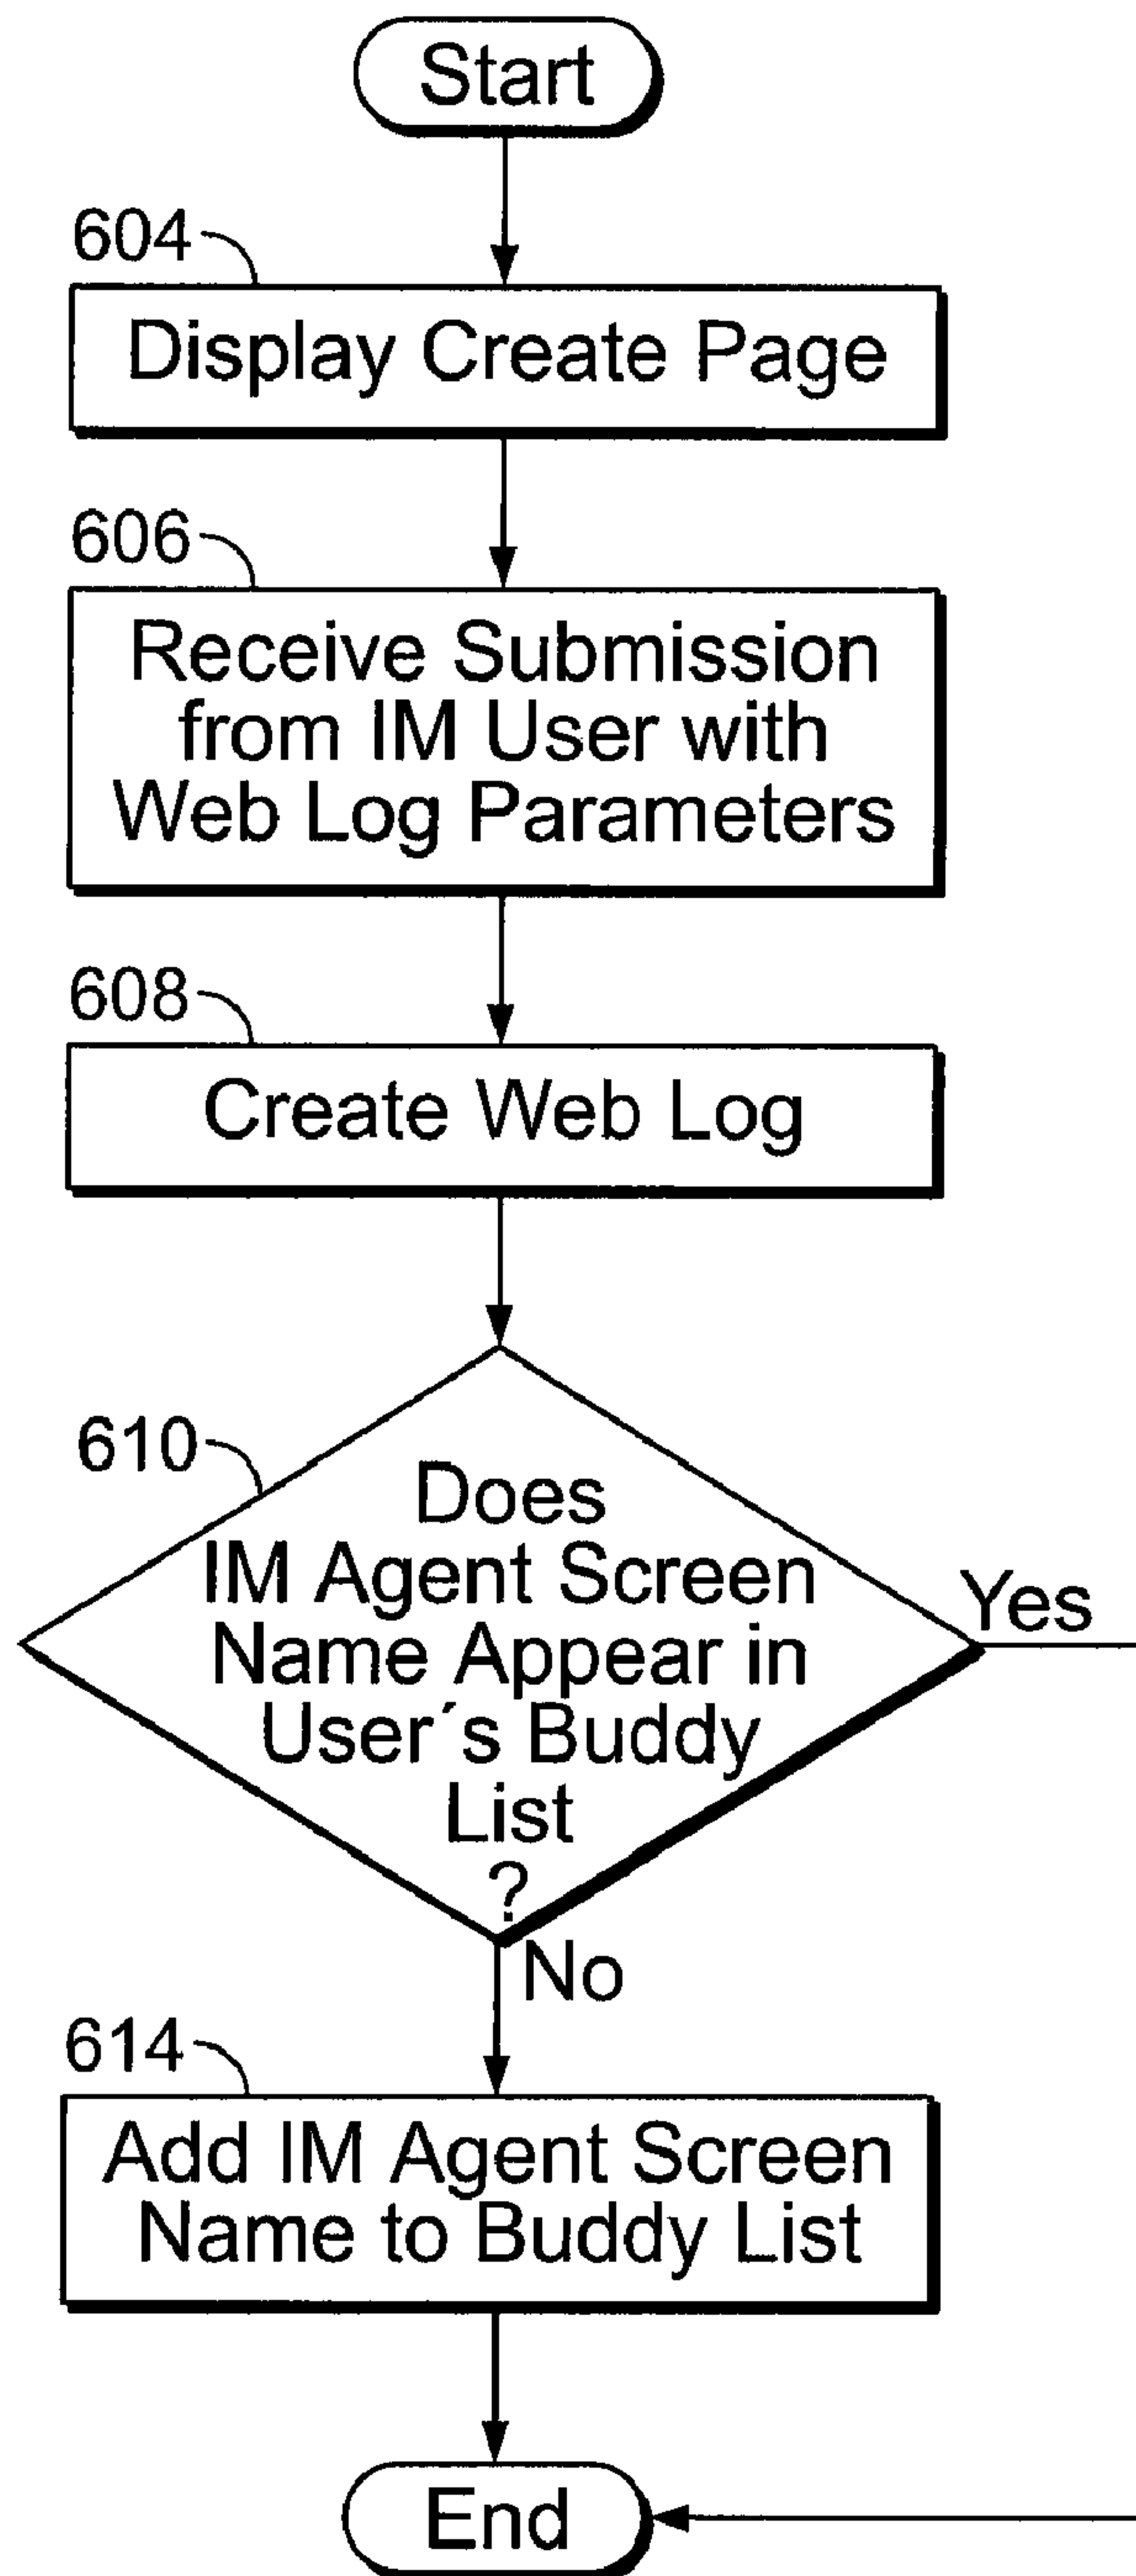 Start
604
Display Create Page
606
Receive Submission
from IM User with
Web Log Parameters
608
Create Web Log
610
Does
IM Agent Screen
Name Appear in
User´s Buddy
List
?
Yes
No
614
Add IM Agent Screen
Name to Buddy List
End